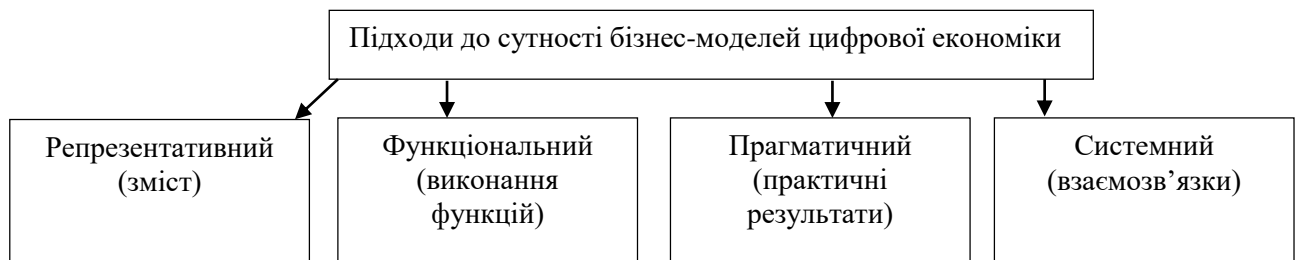 Підходи до сутності бізнес-моделей цифрової економіки
Репрезентативний
(зміст)
Функціональний
(виконання
функцій)
Прагматичний
(практичні
результати)
Системний
(взаємозв’язки)